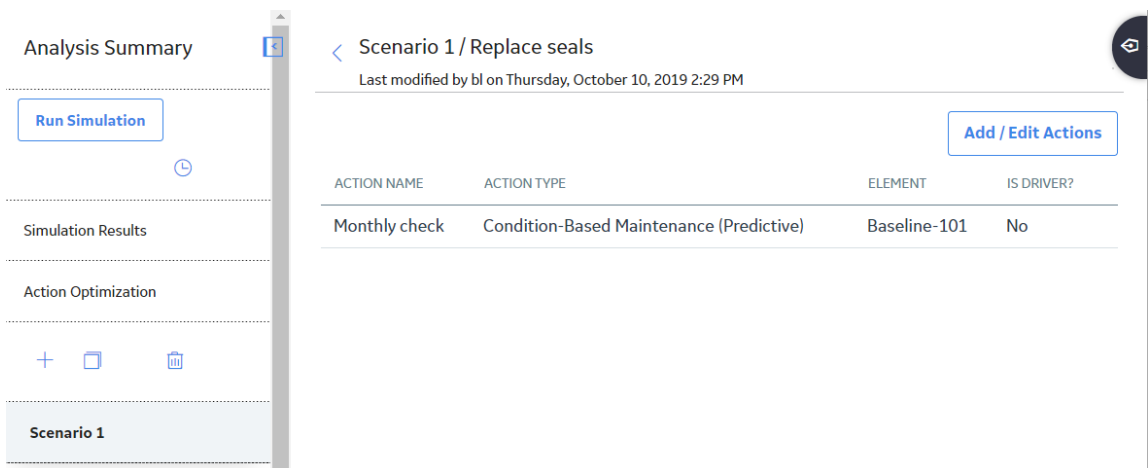 Analysis Summary
Run Simulation
Simulation Results
Action Optimization
Scenario 1
Scenario 1 / Replace seals
Last modified by bl on Thursday, October 10, 2019 2:29 PM
Add / Edit Actions
ACTION NAME ACTION TYPE ELEMENT IS DRIVER?
Monthly check Condition-Based Maintenance (Predictive) Baseline-101 No